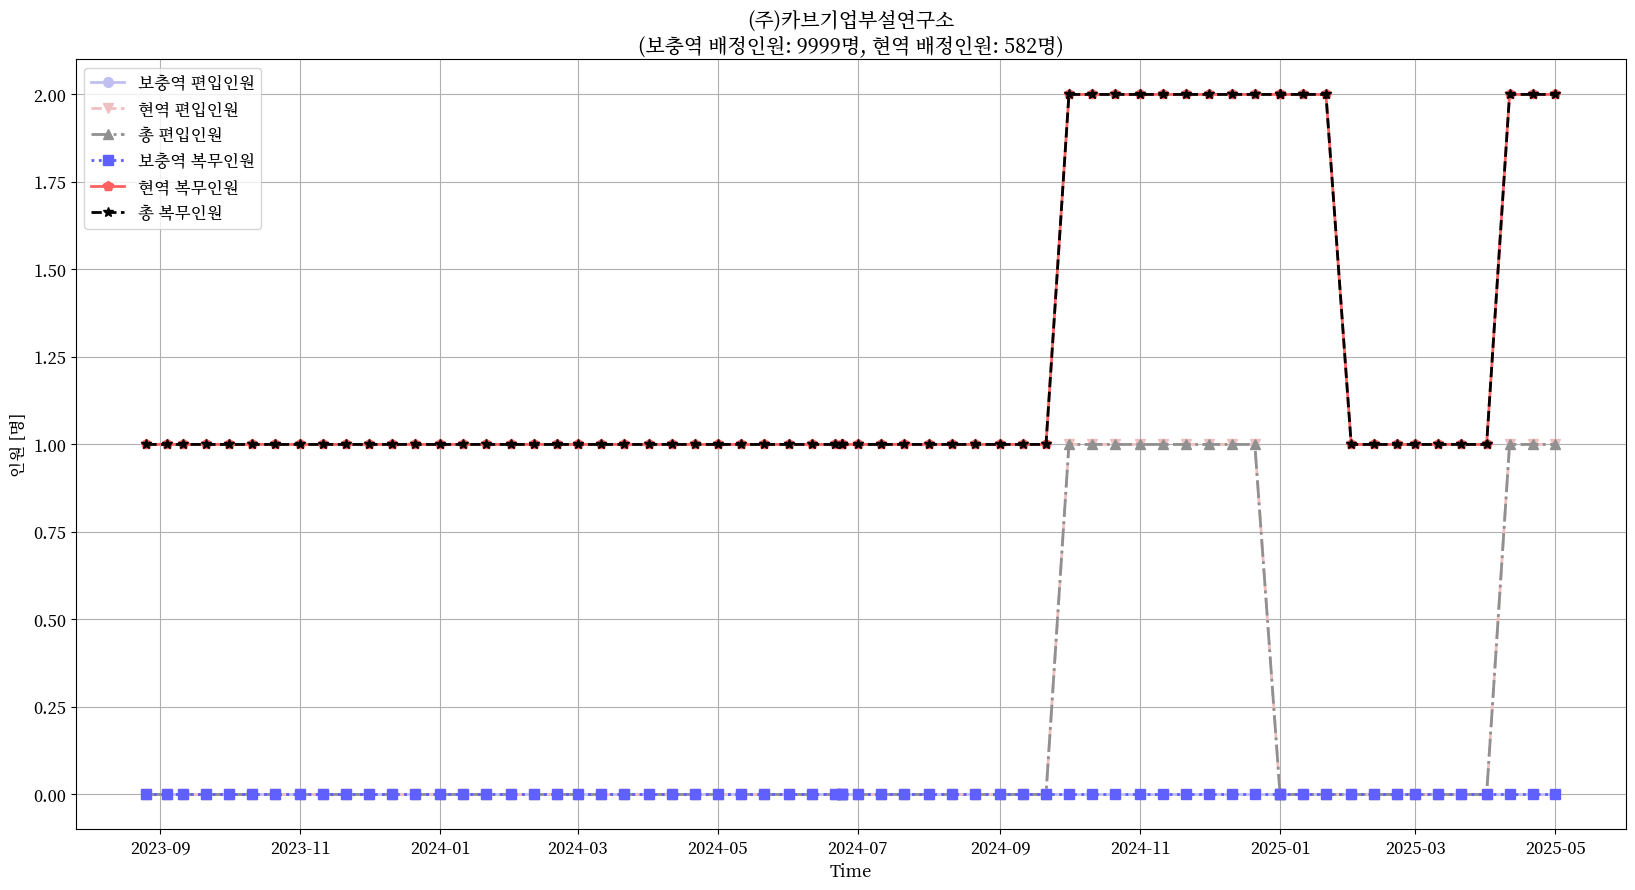 (주)카브기업부설연구소
(보충역 배정인원: 9999명, 현역 배정인원: 582명)
보충역 편입인원
현역 편입인원
총 편입인원
보충역 복무인원
현역 복무인원
총 복무인원
인원 [명]
2.00
1.75
1.50
1.25
1.00
0.75
0.50
0.25
0.00
2023-09 2023-11 2024-01 2024-03 2024-05 2024-07 2024-09 2024-11 2025-01 2025-03 2025-05
Time